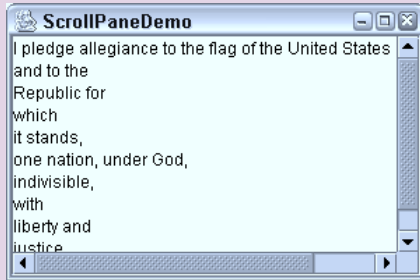 ScrollPaneDemo
I pledge allegiance to the flag of the United States
and to the
Republic for
which
it stands,
one nation, under God,
indivisible,
with
liberty and
justice